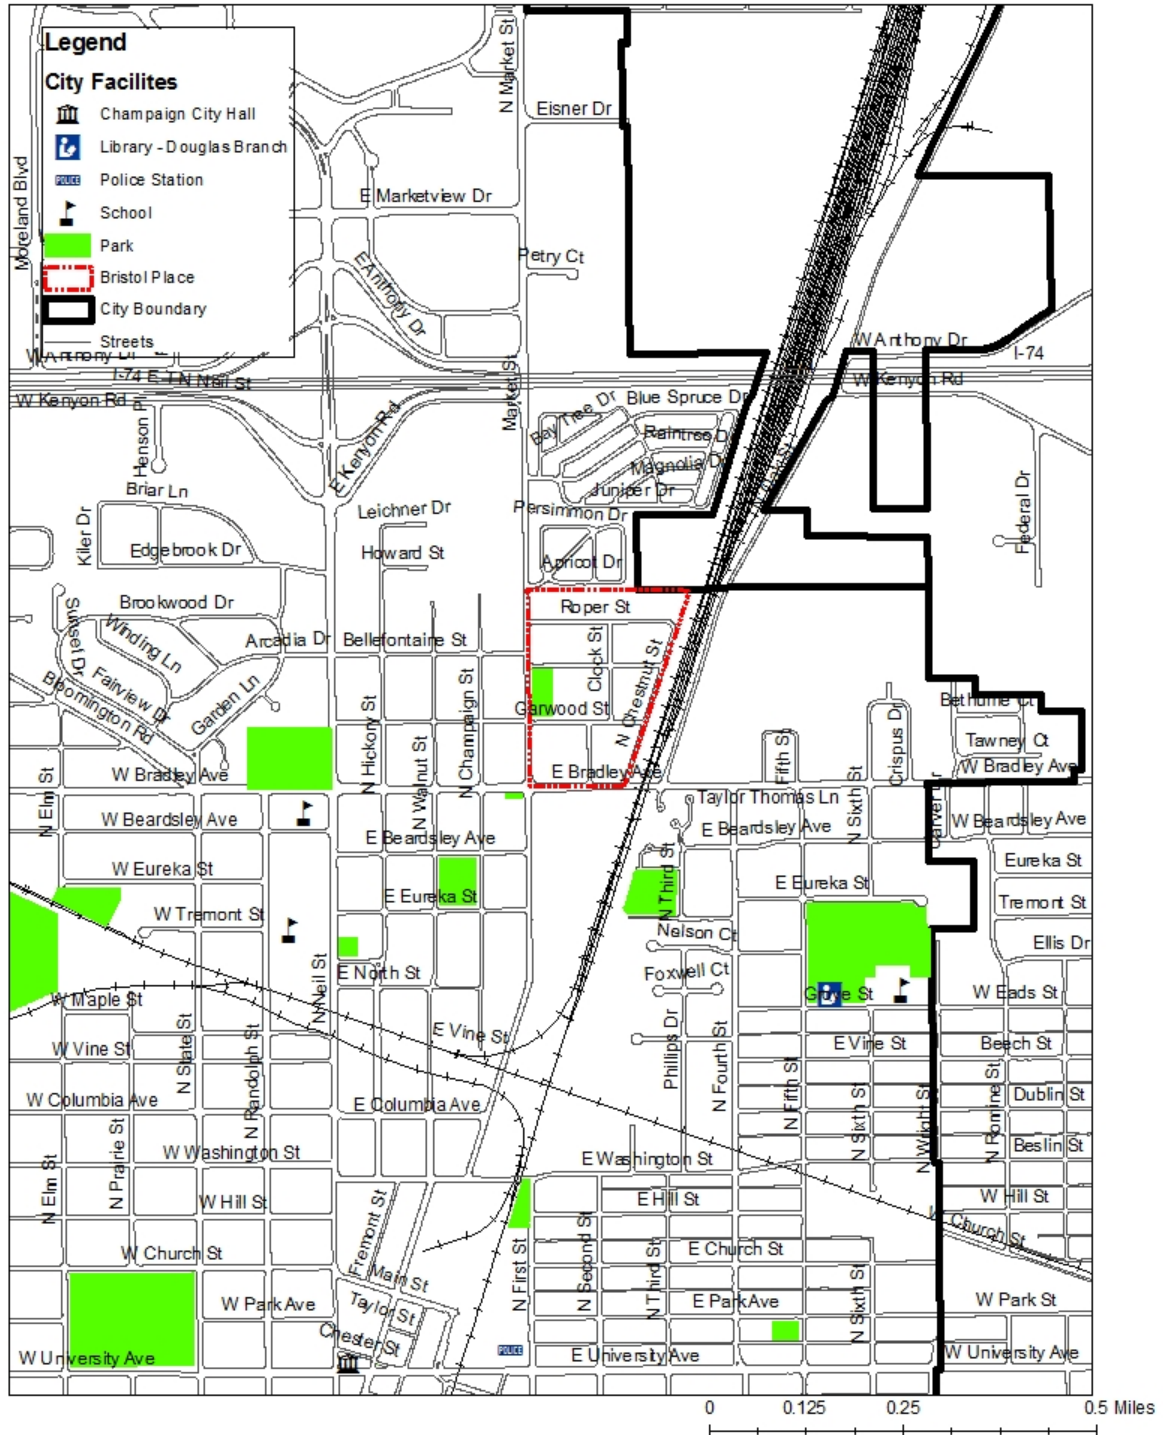 Legend
City Facilites
Champaign City Hall
Library - Douglas Branch
POLICE Police Station
School
Park
Bristol Place
City Boundary
Streets
Moreland Blvd
N Market St
Eisner Dr
E Marketview Dr
Petry Ct
E Anthony Dr
W Anthony Dr
W Anthony Dr
I-74
I-74 E TN Neil St
W Kenyon Rd
W Kenyon Rd
Market St
E Kenyon Rd
Bay Tree Dr
Blue Spruce Dr
Raintree D
Magnolia Dr
Juniper Dr
Persimmon Dr
Apricot Dr
Briar Ln
Leichner Dr
Kiler Dr
Edgebrook Dr
Howard St
Federal Dr
Brookwood Dr
Roper St
Sunset Dr
Winding Ln
Arcadia Dr
Bellefontaine St
Clock St
N Chestnut St
Fairview Dr
Garden Ln
Bloomington Rd
Garwood St
N Hickory St
N Walnut St
N Champaign St
Bethume Ct
Crispus Dr
Tawney Ct
Fifth St
W Bradley Ave
E Bradley Ave
W Bradley Ave
N Elm St
N Sixth St
Taylor Thomas Ln
W Beardsley Ave
E Beardsley Ave
E Beardsley Ave
W Beardsley Ave
W Eureka St
E Eureka St
E Eureka St
Eureka St
N Third St
W Tremont St
Tremont St
Nelson Ct
Ellis Dr
E North St
Foxwell Ct
N Neil St
W Maple St
Grove St
W Eads St
E Vine St
W Vine St
E Vine St
Beech St
N State St
N Randolph St
Phillips Dr
N Fourth St
N Fifth St
N Sixth St
N Wright St
N Romine St
W Columbia Ave
E Columbia Ave
Dublin St
N Prairie St
W Washington St
E Washington St
Beslin St
N Elm St
W Hill St
E Hill St
W Hill St
Fremont St
W Church St
E Church St
W Church St
N First St
N Second St
N Third St
N Sixth St
Main St
W Park Ave
Taylor St
E Park Ave
W Park St
Chester St
POLICE
W University Ave
E University Ave
W University Ave
0 0.125 0.25 0.5 Miles